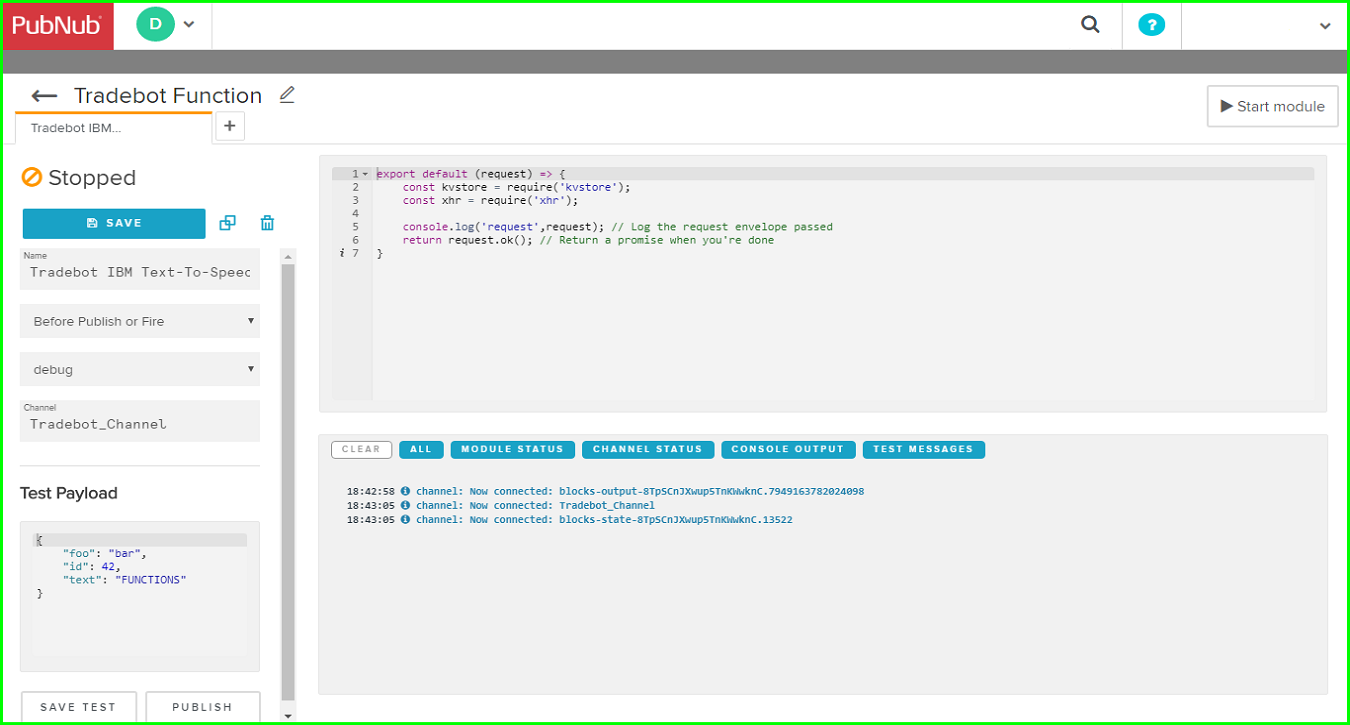 PubNub
D
?
Tradebot Function
Start module
Tradebot IBM...
+
Stopped
SAVE
Name
Tradebot IBM Text-To-Speec
Before Publish or Fire
debug
Channel
Tradebot_Channel
Test Payload
{
"foo": "bar",
"id": 42,
"text": "FUNCTIONS"
}
SAVE TEST
PUBLISH
1 export default (request) => {
2 const kvstore = require('kvstore');
3 const xhr = require('xhr');
4
5 console.log('request',request); // Log the request envelope passed
6 return request.ok(); // Return a promise when you're done
i 7 }
CLEAR ALL MODULE STATUS CHANNEL STATUS CONSOLE OUTPUT TEST MESSAGES
18:42:58 channel: Now connected: blocks-output-8TpSCnJXwup5TnKWwknC.7949163782024098
18:43:05 channel: Now connected: Tradebot_Channel
18:43:05 channel: Now connected: blocks-state-8TpSCnJXwup5TnKWwknC.13522